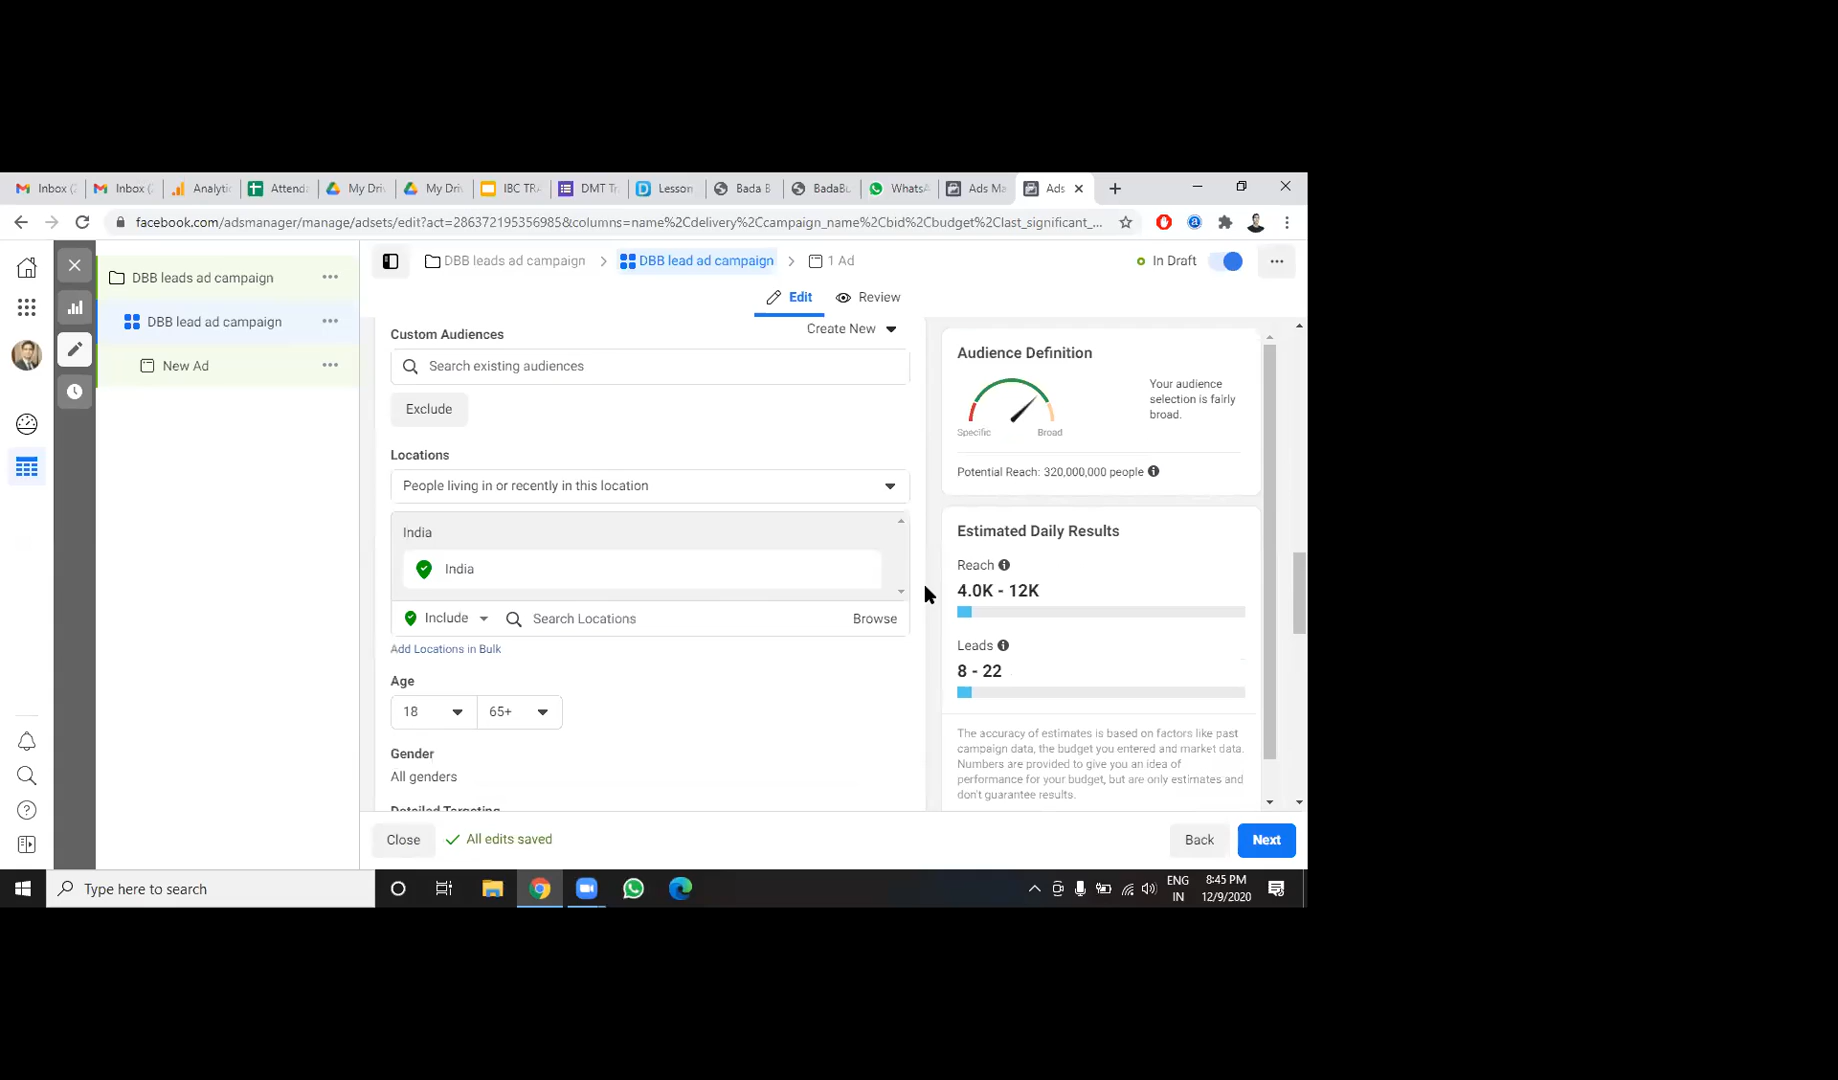 Inbox (
Inbox (
Analytic
Attend
My Driv
My Driv
IBC TR
DMT Tr
Lesson
Bada B
BadaBu
WhatsA
Ads Ma
Ads
facebook.com/adsmanager/manage/adsets/edit?act=286372195356985&columns=name%2Cdelivery%2Ccampaign_name%2Cbid%2Cbudget%2Clast_significant_...
DBB leads ad campaign
DBB lead ad campaign
New Ad
DBB leads ad campaign > DBB lead ad campaign > 1 Ad
In Draft
Edit
Review
Custom Audiences
Create New
Search existing audiences
Exclude
Locations
People living in or recently in this location
India
India
Include
Search Locations
Browse
Add Locations in Bulk
Age
18
65+
Gender
All genders
Detailed Targeting
Audience Definition
Your audience
selection is fairly
broad.
Specific
Broad
Potential Reach: 320,000,000 people
Estimated Daily Results
Reach
4.0K - 12K
Leads
8 - 22
The accuracy of estimates is based on factors like past
campaign data, the budget you entered and market data.
Numbers are provided to give you an idea of
performance for your budget, but are only estimates and
don't guarantee results.
Close
All edits saved
Back
Next
Type here to search
ENG
IN
8:45 PM
12/9/2020